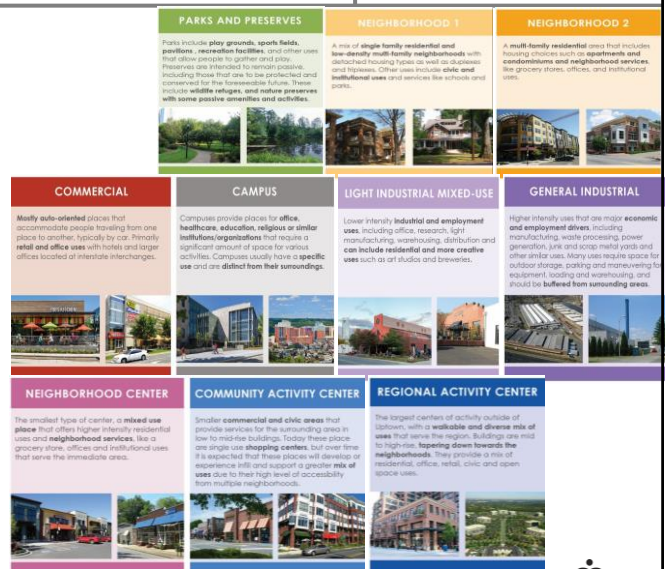 PARKS AND PRESERVES
Parks include play grounds, sports fields,
pavilions , recreation facilities, and other uses
that allow people to gather and play.
Preserves are intended to remain passive,
including those that are to be protected and
conserved for the foreseeable future. These
include wildlife refuges, and nature preserves
with some passive amenities and activities.
NEIGHBORHOOD 1
A mix of single family residential and
low-density multi-family neighborhoods with
detached housing types as well as duplexes
and triplexes. Other uses include civic and
institutional uses and services like schools and
parks.
NEIGHBORHOOD 2
A multi-family residential area that includes
housing choices such as apartments and
condominiums and neighborhood services,
like grocery stores, offices, and institutional
uses.
COMMERCIAL
Mostly auto-oriented places that
accommodate people traveling from one
place to another, typically by car. Primarily
retail and office uses with hotels and larger
offices located at interstate interchanges.
CAMPUS
Campuses provide places for office,
healthcare, education, religious or similar
institutions/organizations that require a
significant amount of space for various
activities. Campuses usually have a specific
use and are distinct from their surroundings.
LIGHT INDUSTRIAL MIXED-USE
Lower intensity industrial and employment
uses, including office, research, light
manufacturing, warehousing, distribution and
can include residential and more creative
uses such as art studios and breweries.
GENERAL INDUSTRIAL
Higher intensity uses that are major economic
and employment drivers, including
manufacturing, waste processing, power
generation, junk and scrap metal yards and
other similar uses. Many uses require space for
outdoor storage, parking and maneuvering for
equipment, loading and warehousing, and
should be buffered from surrounding areas.
NEIGHBORHOOD CENTER
The smallest type of center, a mixed use
place that offers higher intensity residential
uses and neighborhood services, like a
grocery store, offices and institutional uses
that serve the immediate area.
COMMUNITY ACTIVITY CENTER
Smaller commercial and civic areas that
provide services for the surrounding area in
low to mid-rise buildings. Today these place
are single use shopping centers, but over time
it is expected that these places will develop or
experience infill and support a greater mix of
uses due to their high level of accessibility
from multiple neighborhoods.
REGIONAL ACTIVITY CENTER
The largest centers of activity outside of
Uptown, with a walkable and diverse mix of
uses that serve the region. Buildings are mid
to high-rise, tapering down towards the
neighborhoods. They provide a mix of
residential, office, retail, civic and open
space uses.